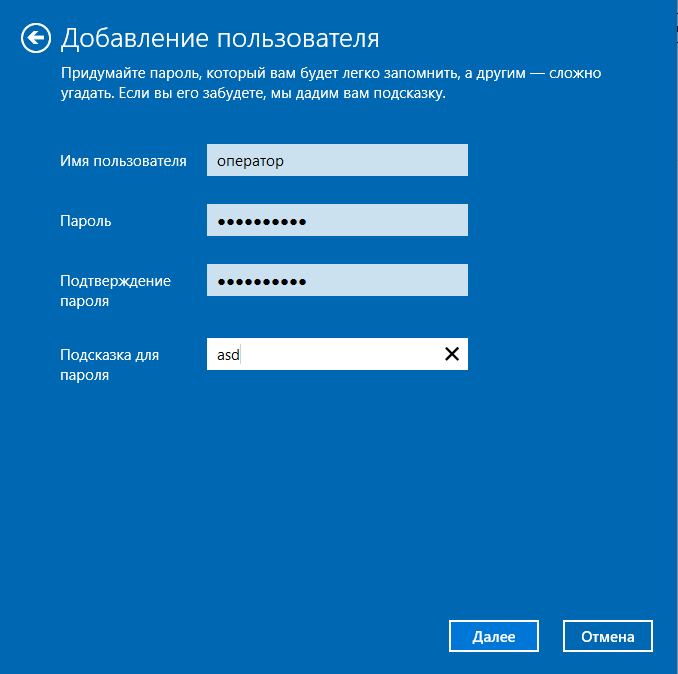 Добавление пользователя
Придумайте пароль, который вам будет легко запомнить, а другим — сложно
угадать. Если вы его забудете, мы дадим вам подсказку.
Имя пользователя
оператор
Пароль
●●●●●●●●●●
Подтверждение
пароля
●●●●●●●●●●
Подсказка для
пароля
asd
Далее
Отмена